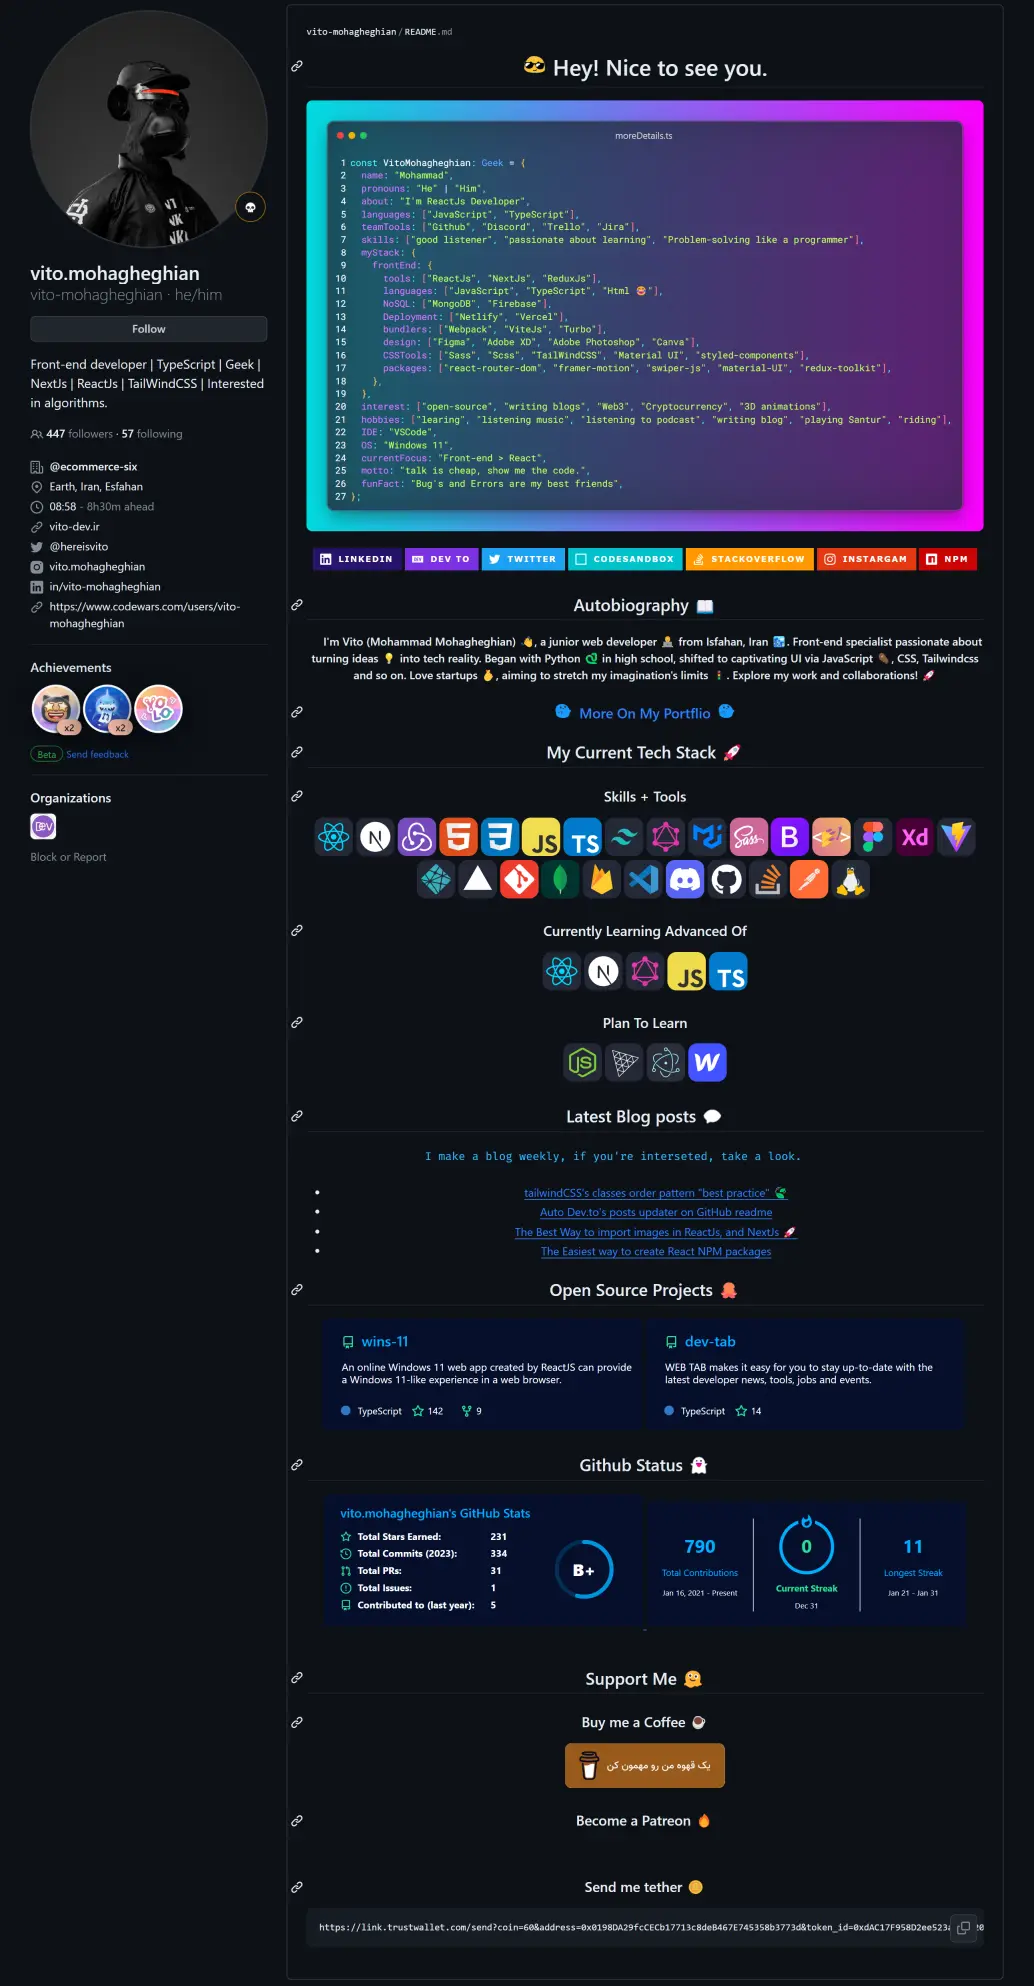 vito.mohagheghian
vito-mohagheghian · he/him
Follow
Front-end developer | TypeScript | Geek |
NextJs | ReactJs | TailWindCSS | Interested
in algorithms.
447 followers · 57 following
@ecommerce-six
Earth, Iran, Esfahan
08:58 - 8h30m ahead
vito-dev.ir
@hereisvito
vito.mohagheghian
in/vito-mohagheghian
https://www.codewars.com/users/vito-
mohagheghian
Achievements
x2
x2
YOLO
Beta Send feedback
Organizations
DEV
Block or Report
vito-mohagheghian / README.md
😎 Hey! Nice to see you.
moreDetails.ts
1 const VitoMohagheghian: Geek = {
2 name: "Mohammad",
3 pronouns: "He" | "Him",
4 about: "I'm ReactJs Developer",
5 languages: ["JavaScript", "TypeScript"],
6 teamTools: ["Github", "Discord", "Trello", "Jira"],
7 skills: ["good listener", "passionate about learning", "Problem-solving like a programmer"],
8 myStack: {
9 frontEnd: {
10 tools: ["ReactJs", "NextJs", "ReduxJs"],
11 languages: ["JavaScript", "TypeScript", "Html"],
12 NoSQL: ["MongoDB", "Firebase"],
13 Deployment: ["Netlify", "Vercel"],
14 bundlers: ["Webpack", "ViteJs", "Turbo"],
15 design: ["Figma", "Adobe XD", "Adobe Photoshop", "Canva"],
16 CSSTools: ["Sass", "Scss", "TailWindCSS", "Material UI", "styled-components"],
17 packages: ["react-router-dom", "framer-motion", "swiper-js", "material-UI", "redux-toolkit"],
18 },
19 },
20 interest: ["open-source", "writing blogs", "Web3", "Cryptocurrency", "3D animations"],
21 hobbies: ["learing", "listening music", "listening to podcast", "writing blog", "playing Santur", "riding"],
22 IDE: "VSCode",
23 OS: "Windows 11",
24 currentFocus: "Front-end > React",
25 motto: "talk is cheap, show me the code.",
26 funFact: "Bug's and Errors are my best friends",
27 };
LINKEDIN DEV TO TWITTER CODESANDBOX STACKOVERFLOW INSTARGAM NPM
Autobiography 📖
I'm Vito (Mohammad Mohagheghian) 👋, a junior web developer from Isfahan, Iran. Front-end specialist passionate about
turning ideas 💡 into tech reality. Began with Python in high school, shifted to captivating UI via JavaScript, CSS, Tailwindcss
and so on. Love startups, aiming to stretch my imagination's limits. Explore my work and collaborations! 🚀
More On My Portflio
My Current Tech Stack 🚀
Skills + Tools
N 5 3 JS TS Sass B Xd
Currently Learning Advanced Of
N JS TS
Plan To Learn
JS W
Latest Blog posts 💬
I make a blog weekly, if you're interseted, take a look.
• tailwindCSS's classes order pattern "best practice"
• Auto Dev.to's posts updater on GitHub readme
• The Best Way to import images in ReactJs, and NextJs 🚀
• The Easiest way to create React NPM packages
Open Source Projects 🐙
wins-11
An online Windows 11 web app created by ReactJS can provide
a Windows 11-like experience in a web browser.
TypeScript 142 9
dev-tab
WEB TAB makes it easy for you to stay up-to-date with the
latest developer news, tools, jobs and events.
TypeScript 14
Github Status 👻
vito.mohagheghian's GitHub Stats
Total Stars Earned: 231
Total Commits (2023): 334
Total PRs: 31
Total Issues: 1
Contributed to (last year): 5
B+
790
Total Contributions
Jan 16, 2021 - Present
0
Current Streak
Dec 31
11
Longest Streak
Jan 21 - Jan 31
Support Me
Buy me a Coffee ☕
یک قهوه من رو مهمون کن
Become a Patreon 🔥
Send me tether
https://link.trustwallet.com/send?coin=60&address=0x0198DA29fcCECb17713c8deB467E745358b3773d&token_id=0xdAC17F958D2ee523a